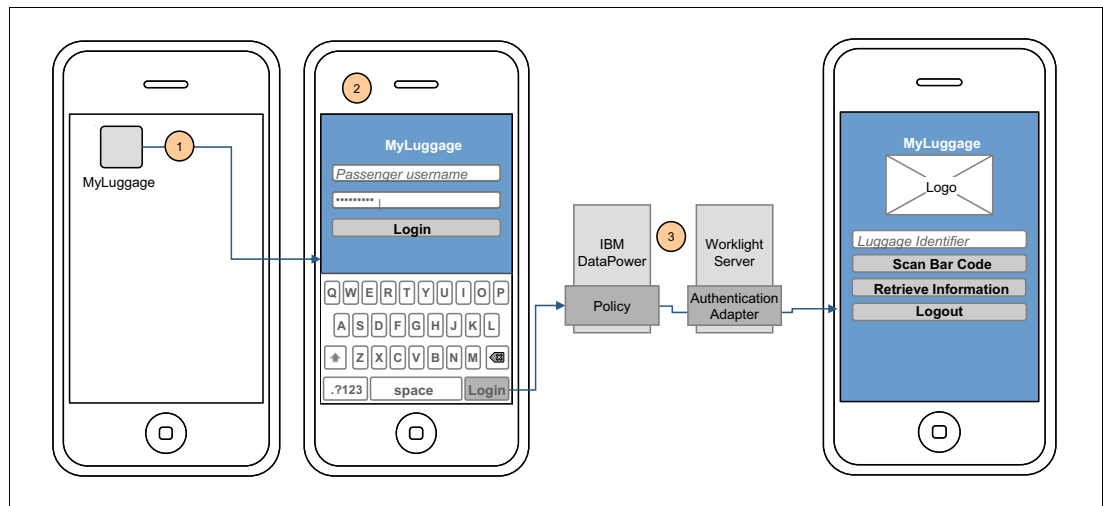 1
MyLuggage
2
MyLuggage
Passenger username
••••••••• |
Login
Q W E R T Y U I O P
A S D F G H J K L
Z X C V B N M
.?123 space Login
3
IBM
DataPower
Policy
Worklight
Server
Authentication
Adapter
MyLuggage
Logo
Luggage Identifier
Scan Bar Code
Retrieve Information
Logout